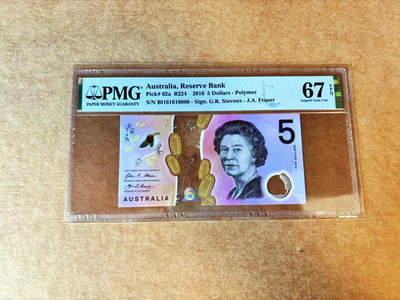 PMG
PAPER MONEY GUARANTY
Australia, Reserve Bank
Pick# 62a R224 2016 5 Dollars - Polymer
S/N BI161610800 - Sign. G.R. Stevens - J.A. Fraser
67 EPQ
Superb Gem Unc
5
AUSTRALIA